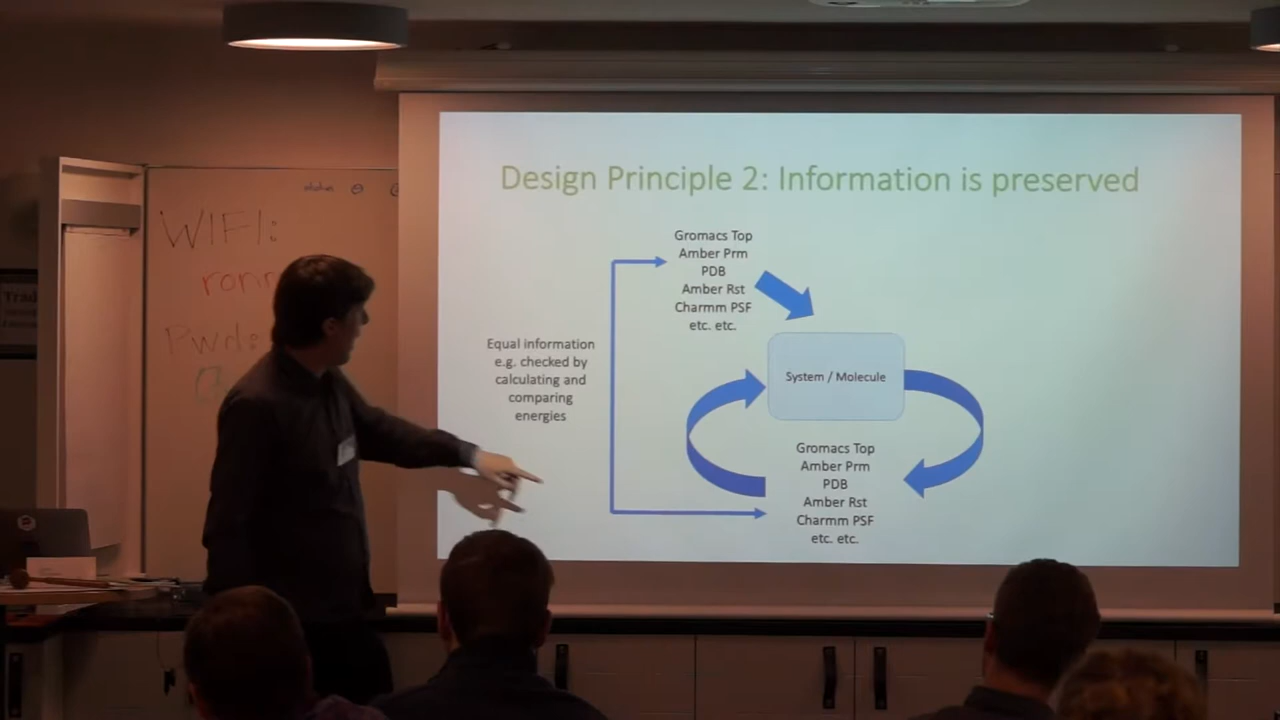 Design Principle 2: Information is preserved
Gromacs Top
Amber Prm
PDB
Amber Rst
Charmm PSF
etc. etc.
Equal information
e.g. checked by
calculating and
comparing
energies
System / Molecule
Gromacs Top
Amber Prm
PDB
Amber Rst
Charmm PSF
etc. etc.
WIFI:
Pwd:
Trad